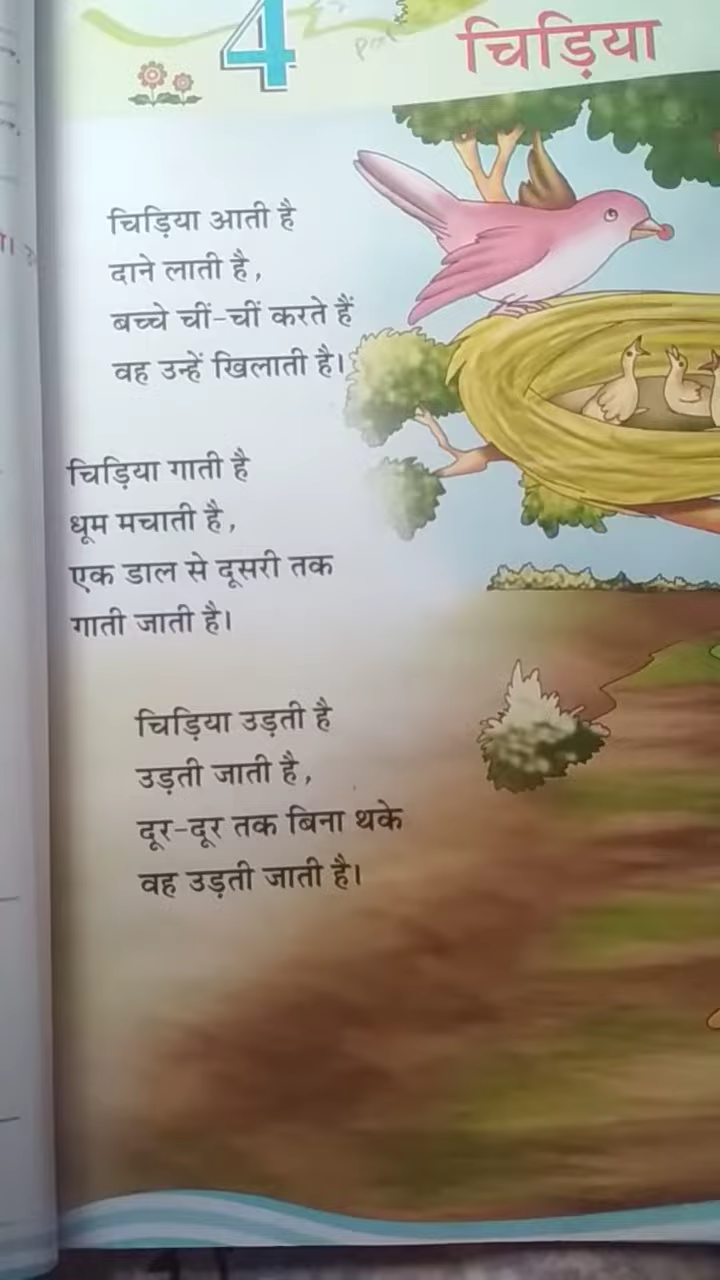 4
चिड़िया
चिड़िया आती है
दाने लाती है,
बच्चे चीं-चीं करते हैं
वह उन्हें खिलाती है।
चिड़िया गाती है
धूम मचाती है,
एक डाल से दूसरी तक
गाती जाती है।
चिड़िया उड़ती है
उड़ती जाती है,
दूर-दूर तक बिना थके
वह उड़ती जाती है।